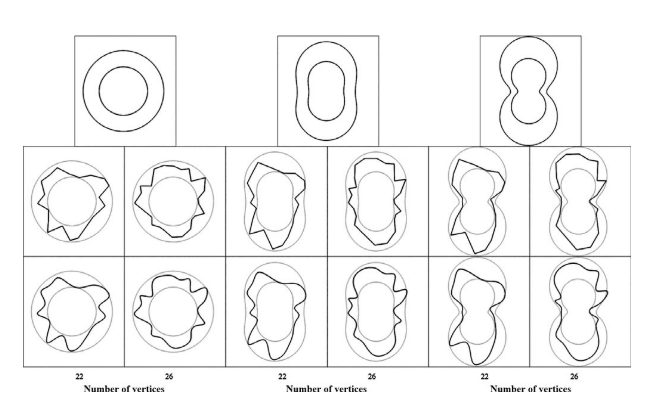 22 26 22 26 22 26
Number of vertices Number of vertices Number of vertices